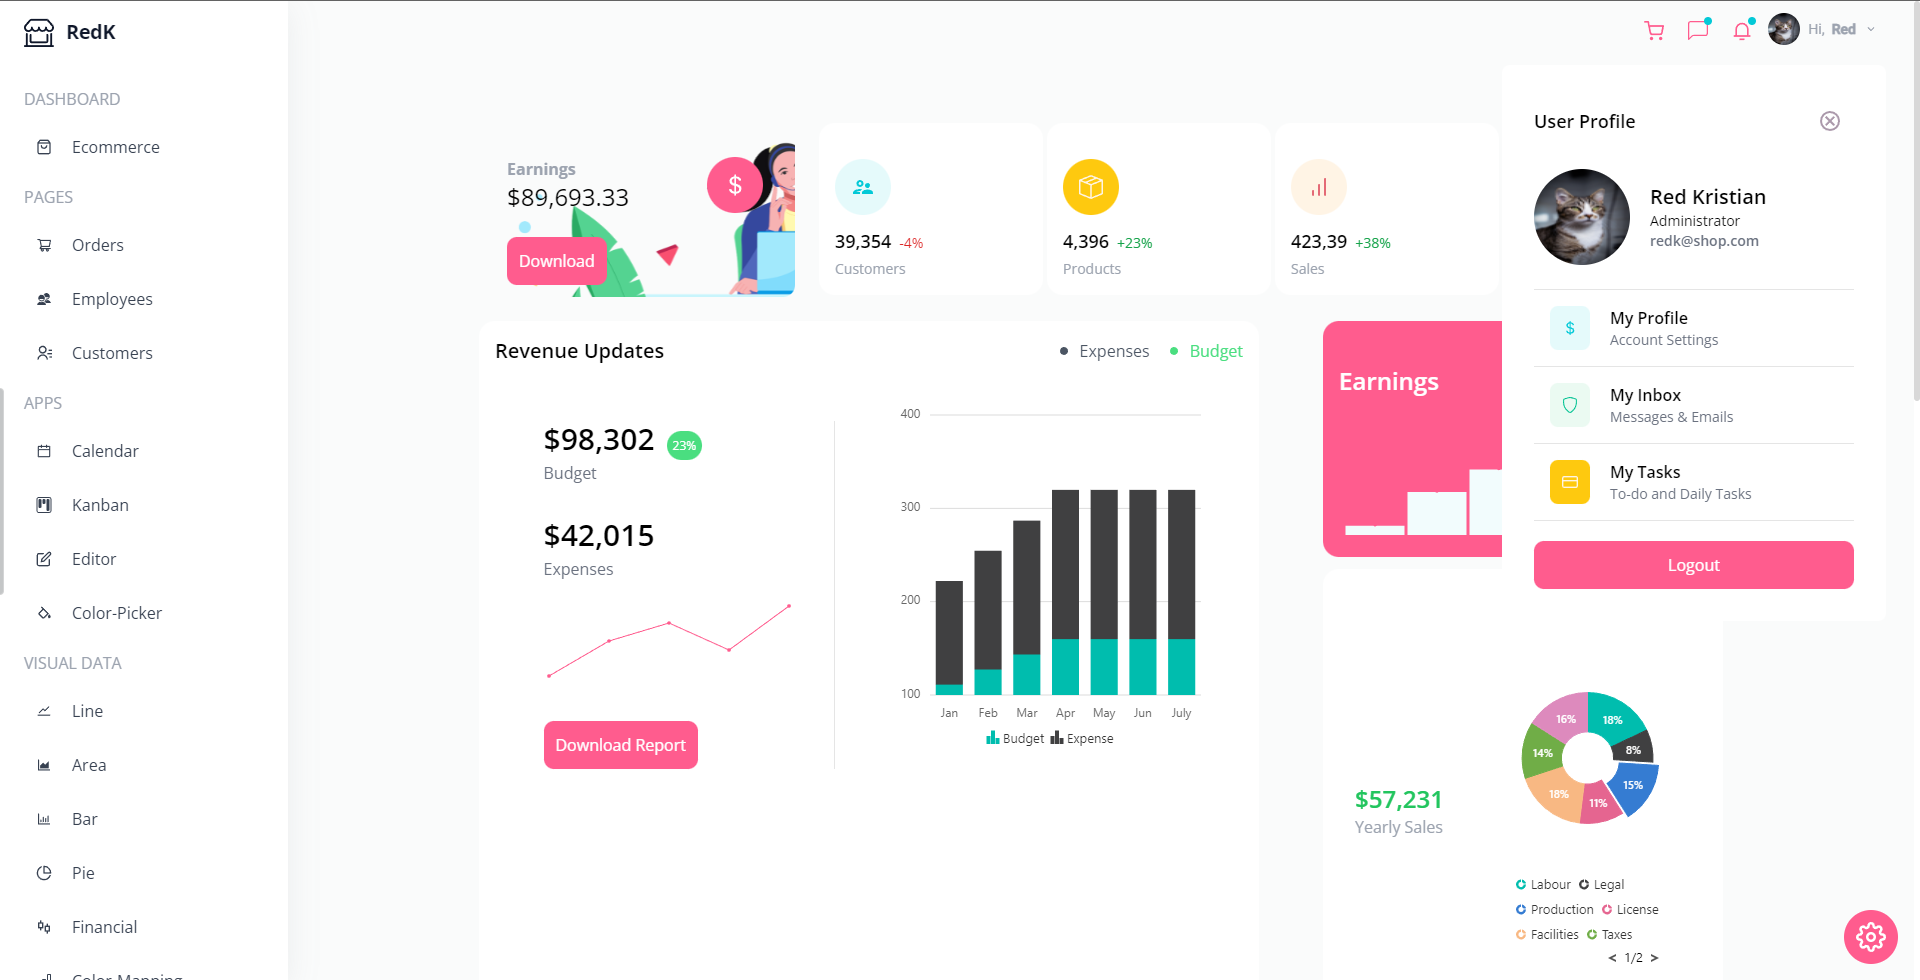 RedK
DASHBOARD
Ecommerce
PAGES
Orders
Employees
Customers
APPS
Calendar
Kanban
Editor
Color-Picker
VISUAL DATA
Line
Area
Bar
Pie
Financial
Color-Mapping
Hi, Red
Earnings
$89,693.33
Download
$
39,354 -4%
Customers
4,396 +23%
Products
423,39 +38%
Sales
Revenue Updates
Expenses
Budget
$98,302 23%
Budget
$42,015
Expenses
Download Report
400
300
200
100
Jan Feb Mar Apr May Jun July
Budget Expense
Earnings
$57,231
Yearly Sales
16%
18%
14%
8%
15%
18%
11%
Labour Legal
Production License
Facilities Taxes
< 1/2 >
User Profile
Red Kristian
Administrator
redk@shop.com
$
My Profile
Account Settings
My Inbox
Messages & Emails
My Tasks
To-do and Daily Tasks
Logout